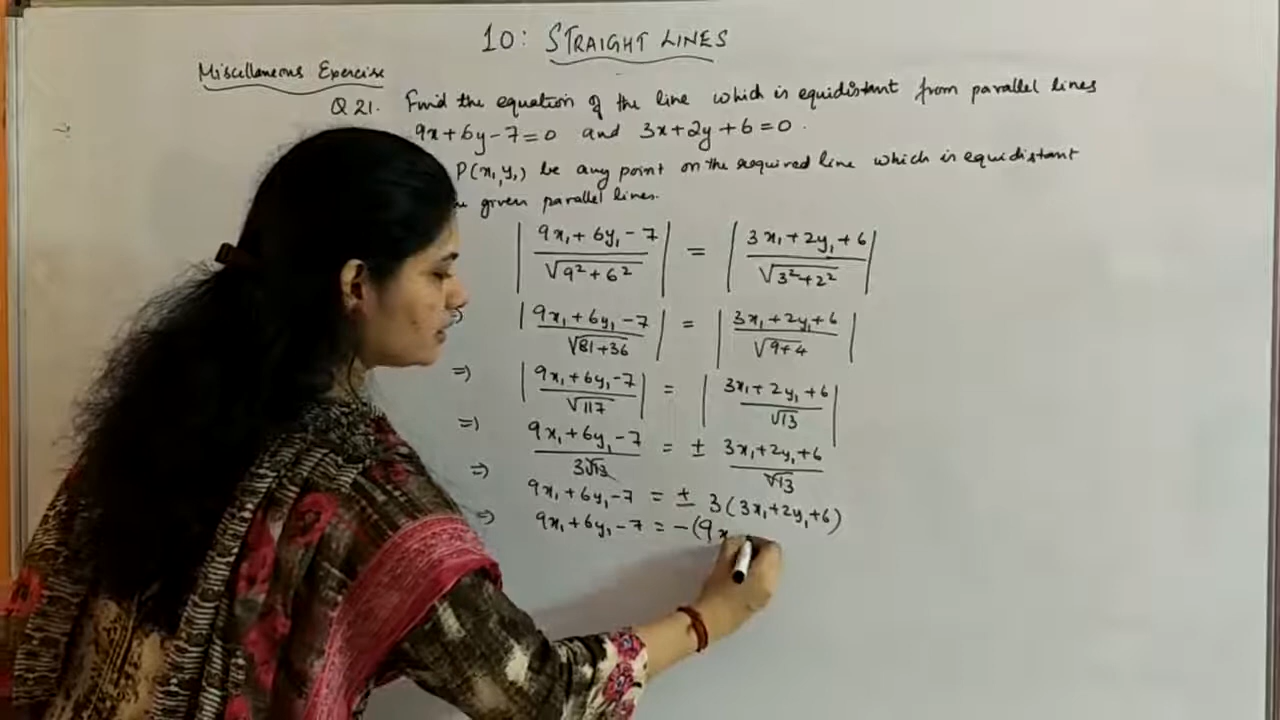 10: STRAIGHT LINES
Miscellaneous Exercise
Q 21. Find the equation of the line which is equidistant from parallel lines
9x+6y-7=0 and 3x+2y+6=0.
P(x₁,y₁) be any point on the required line which is equidistant
given parallel lines.
| (9x₁+6y₁-7)/√(9²+6²) | = | (3x₁+2y₁+6)/√(3²+2²) |
| (9x₁+6y₁-7)/√(81+36) | = | (3x₁+2y₁+6)/√(9+4) |
⇒ | (9x₁+6y₁-7)/√117 | = | (3x₁+2y₁+6)/√13 |
⇒ (9x₁+6y₁-7)/3√13 = ± (3x₁+2y₁+6)/√13
⇒ 9x₁+6y₁-7 = ± 3(3x₁+2y₁+6)
⇒ 9x₁+6y₁-7 = -(9x